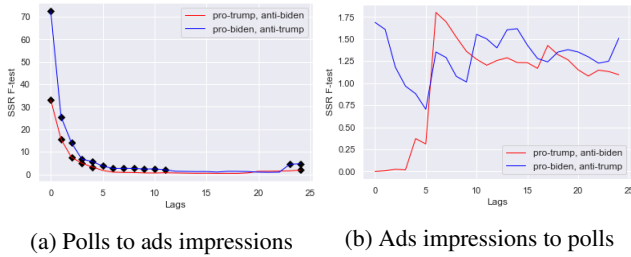 pro-trump, anti-biden
pro-biden, anti-trump
SSR F-test
70
60
50
40
30
20
10
0
0 5 10 15 20 25
Lags
(a) Polls to ads impressions
SSR F-test
1.75
1.50
1.25
1.00
0.75
0.50
0.25
0.00
pro-trump, anti-biden
pro-biden, anti-trump
0 5 10 15 20 25
Lags
(b) Ads impressions to polls